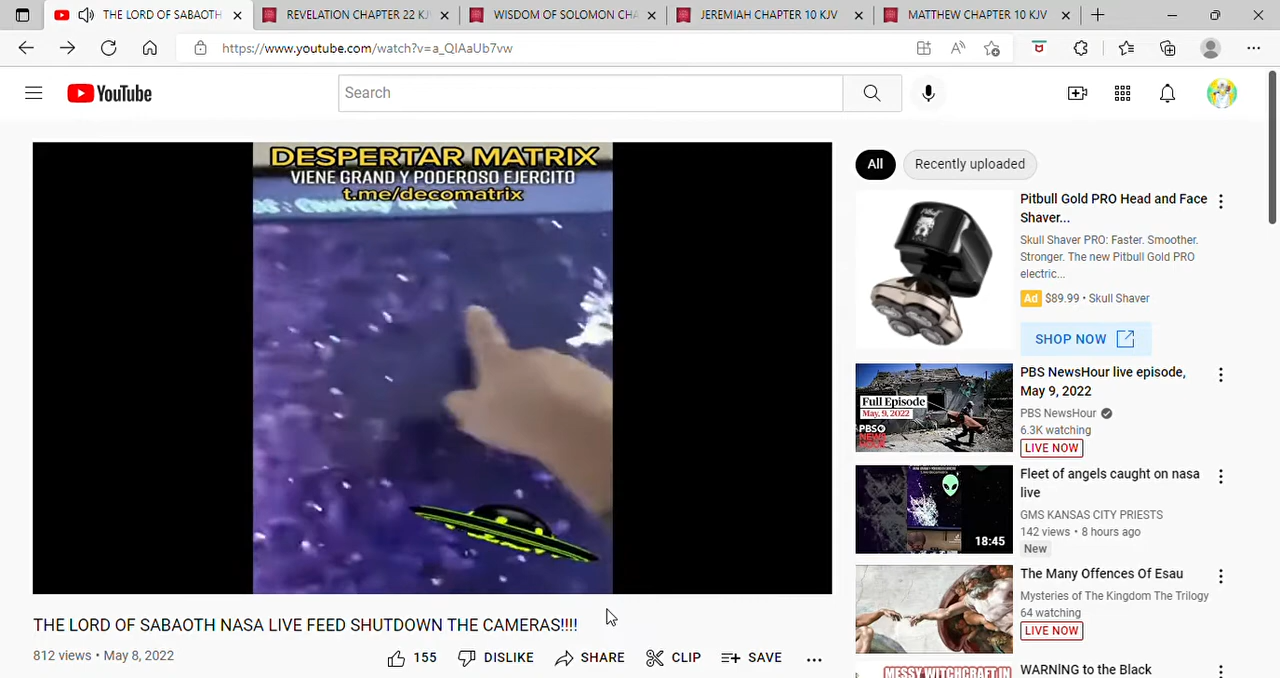 THE LORD OF SABAOTH
REVELATION CHAPTER 22 KJV
WISDOM OF SOLOMON CHA
JEREMIAH CHAPTER 10 KJV
MATTHEW CHAPTER 10 KJV
https://www.youtube.com/watch?v=a_QIAaUb7vw
YouTube
Search
DESPERTAR MATRIX
VIENE GRAND Y PODEROSO EJERCITO
t.me/decomatrix
Courtesy
THE LORD OF SABAOTH NASA LIVE FEED SHUTDOWN THE CAMERAS!!!!
812 views • May 8, 2022
155
DISLIKE
SHARE
CLIP
SAVE
All
Recently uploaded
Pitbull Gold PRO Head and Face
Shaver...
Skull Shaver PRO: Faster. Smoother.
Stronger. The new Pitbull Gold PRO
electric...
Ad $89.99 • Skull Shaver
SHOP NOW
Full Episode
May, 9, 2022
PBS NewsHour live episode,
May 9, 2022
PBS NewsHour
6.3K watching
LIVE NOW
18:45
Fleet of angels caught on nasa
live
GMS KANSAS CITY PRIESTS
142 views • 8 hours ago
New
The Many Offences Of Esau
Mysteries of The Kingdom The Trilogy
64 watching
LIVE NOW
MESSY WITCHCRAFT IN
WARNING to the Black